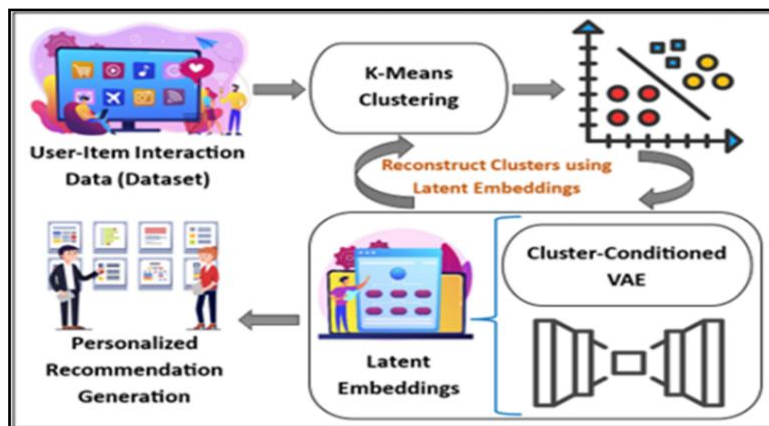 K-Means
Clustering
User-Item Interaction
Data (Dataset)
Reconstruct Clusters using
Latent Embeddings
Cluster-Conditioned
VAE
Latent
Embeddings
Personalized
Recommendation
Generation